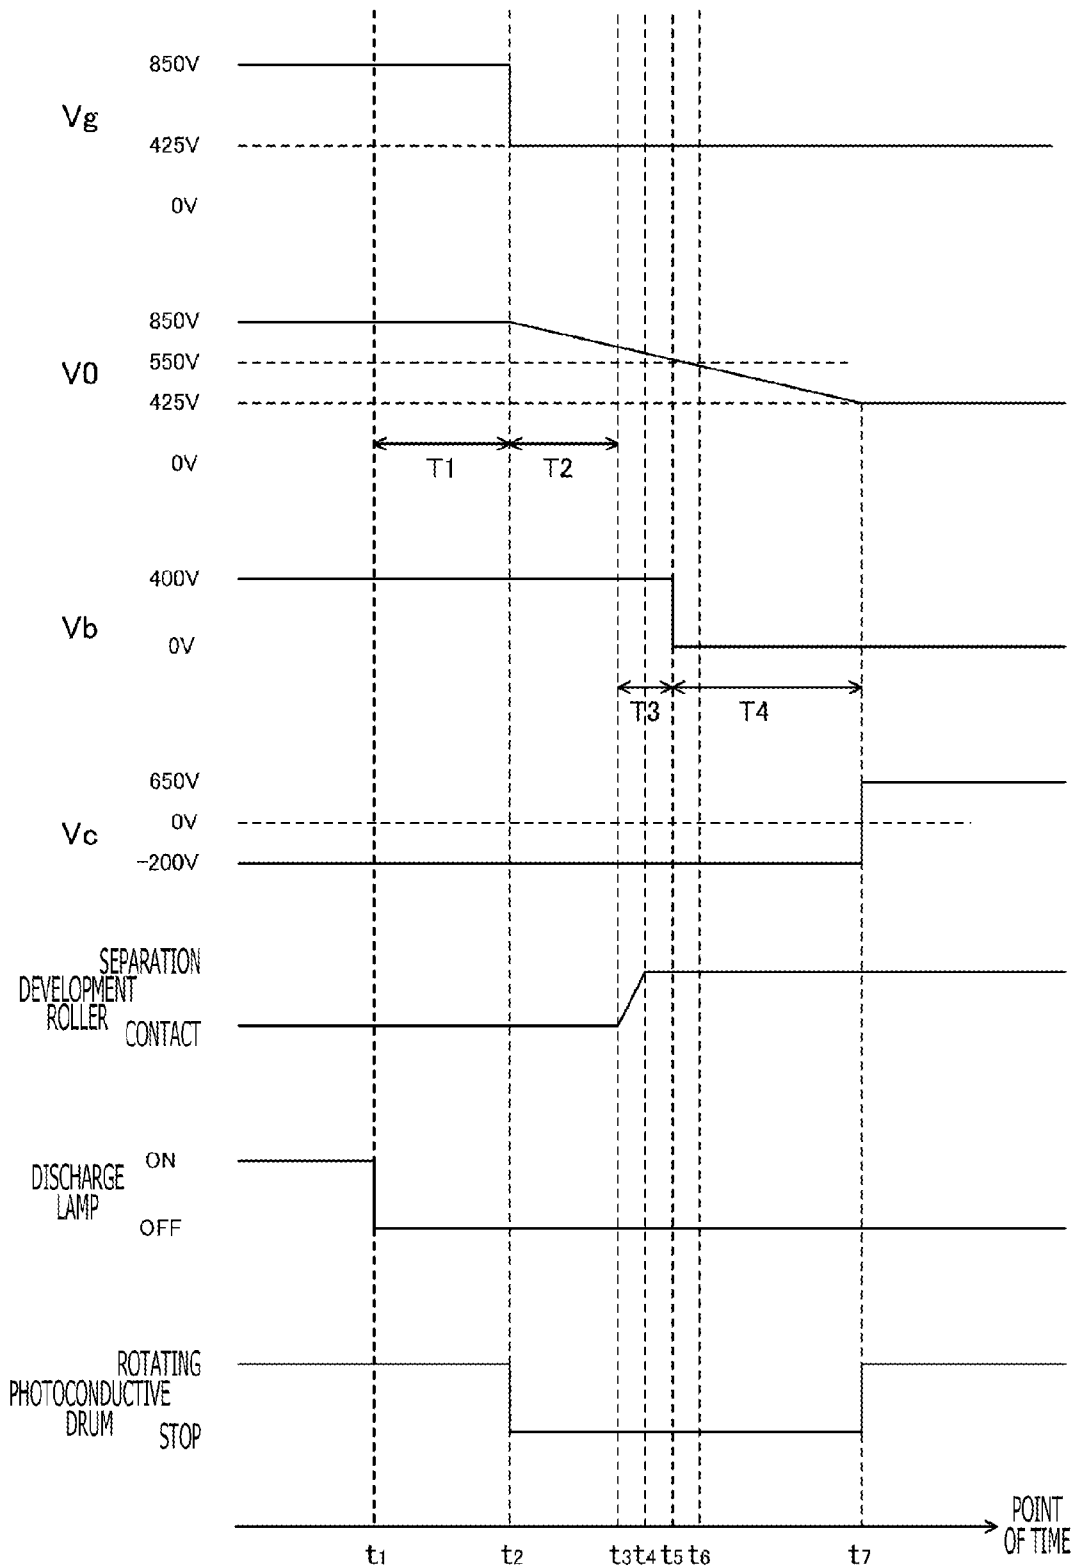 850V
Vg
425V
0V
850V
550V
V0
425V
0V
T1
T2
400V
Vb
0V
T3
T4
650V
0V
Vc
-200V
SEPARATION
DEVELOPMENT
ROLLER
CONTACT
ON
DISCHARGE
LAMP
OFF
ROTATING
PHOTOCONDUCTIVE
DRUM
STOP
POINT
OF TIME
t1 t2 t3 t4 t5 t6 t7